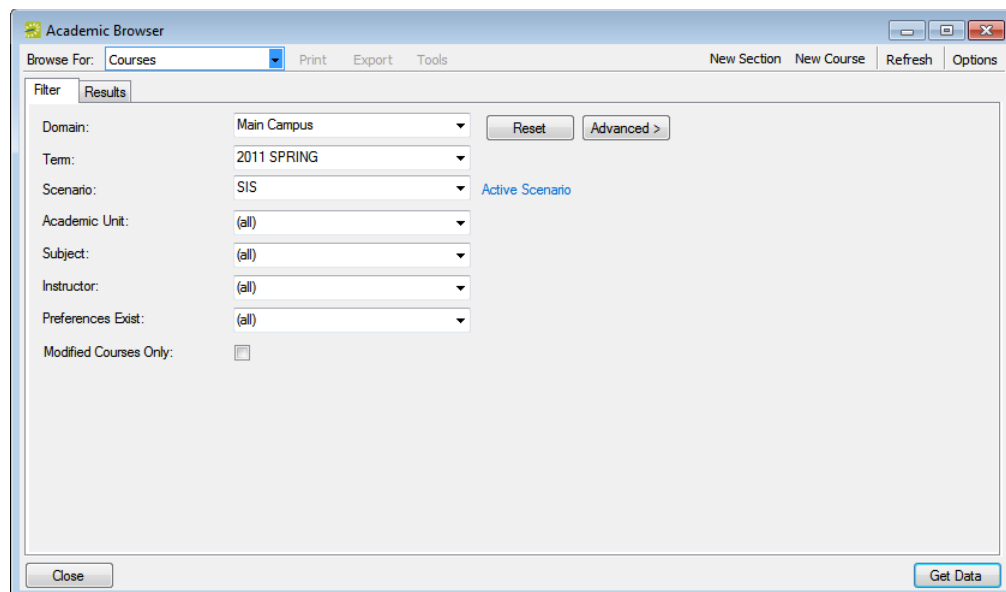 Academic Browser
Browse For: Courses Print Export Tools New Section New Course Refresh Options
Filter Results
Domain: Main Campus Reset Advanced >
Term: 2011 SPRING
Scenario: SIS Active Scenario
Academic Unit: (all)
Subject: (all)
Instructor: (all)
Preferences Exist: (all)
Modified Courses Only:
Close Get Data